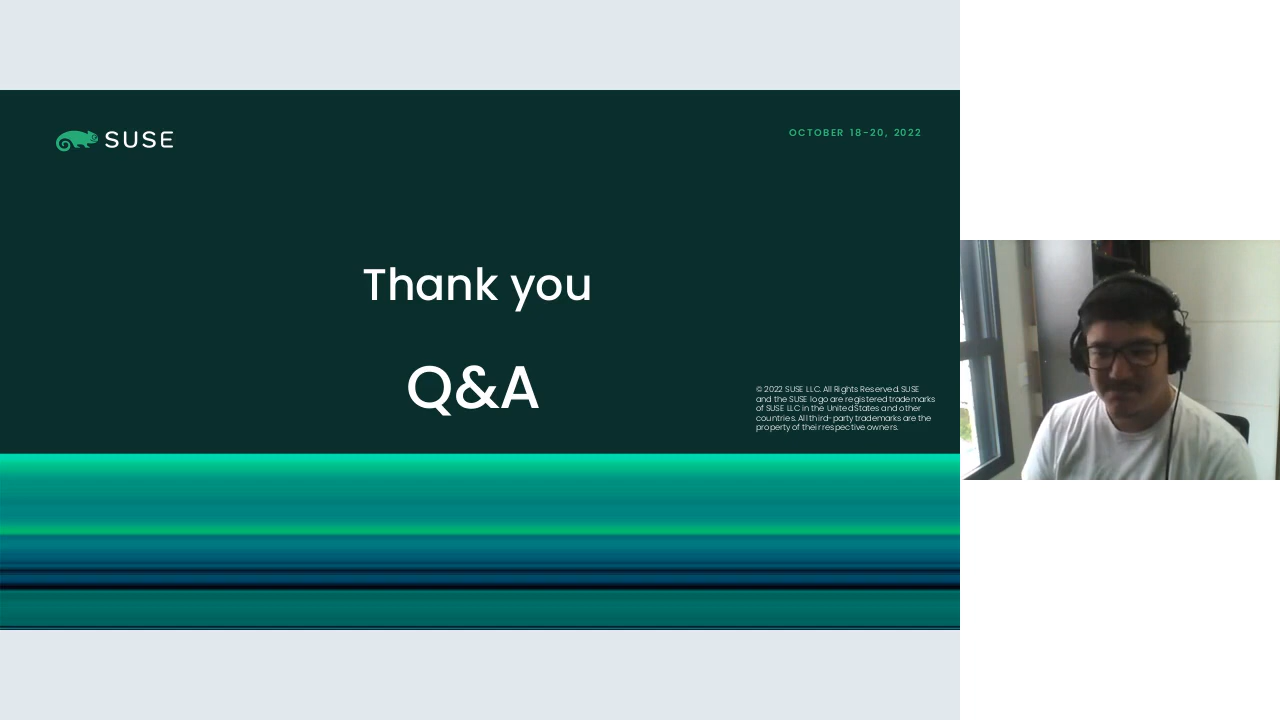 SUSE
OCTOBER 18-20, 2022
Thank you
Q&A
© 2022 SUSE LLC. All Rights Reserved. SUSE
and the SUSE logo are registered trademarks
of SUSE LLC in the United States and other
countries. All third-party trademarks are the
property of their respective owners.